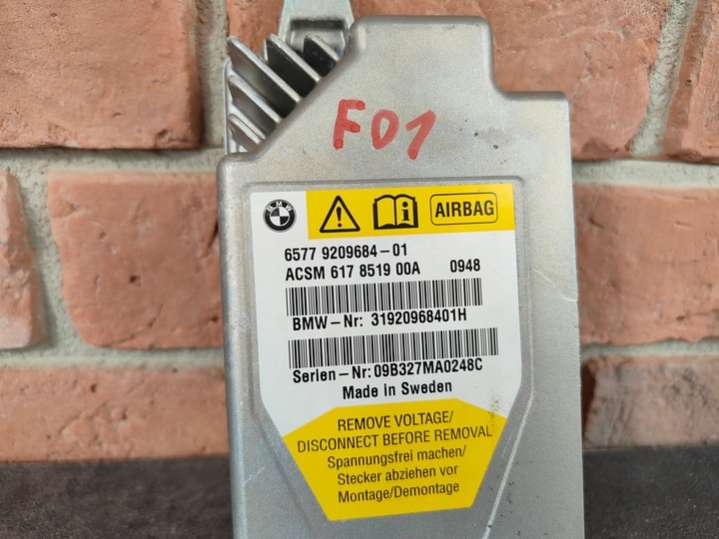 F01
BMW
AIRBAG
6577 9209684-01
ACSM 617 8519 00A 0948
BMW-Nr: 31920968401H
Serien-Nr: 09B327MA0248C
Made in Sweden
REMOVE VOLTAGE/
DISCONNECT BEFORE REMOVAL
Spannungsfrei machen/
Stecker abziehen vor
Montage/Demontage